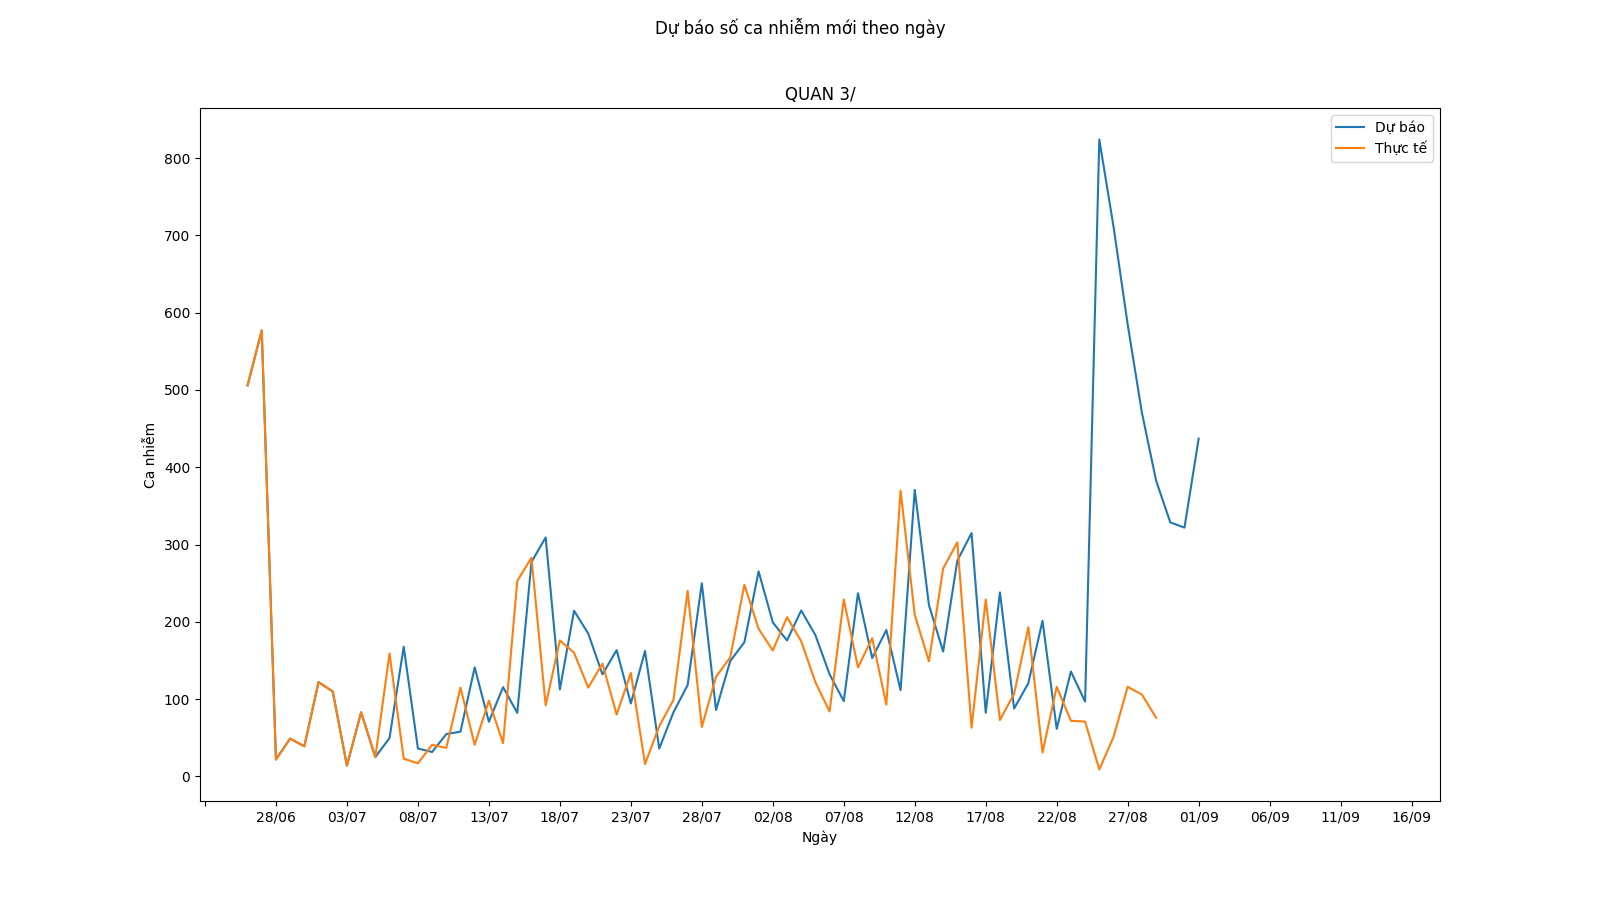 Dự báo số ca nhiễm mới theo ngày
QUAN 3/
Dự báo
Thực tế
800
700
600
500
400
300
200
100
0
Ca nhiễm
28/06 03/07 08/07 13/07 18/07 23/07 28/07 02/08 07/08 12/08 17/08 22/08 27/08 01/09 06/09 11/09 16/09
Ngày